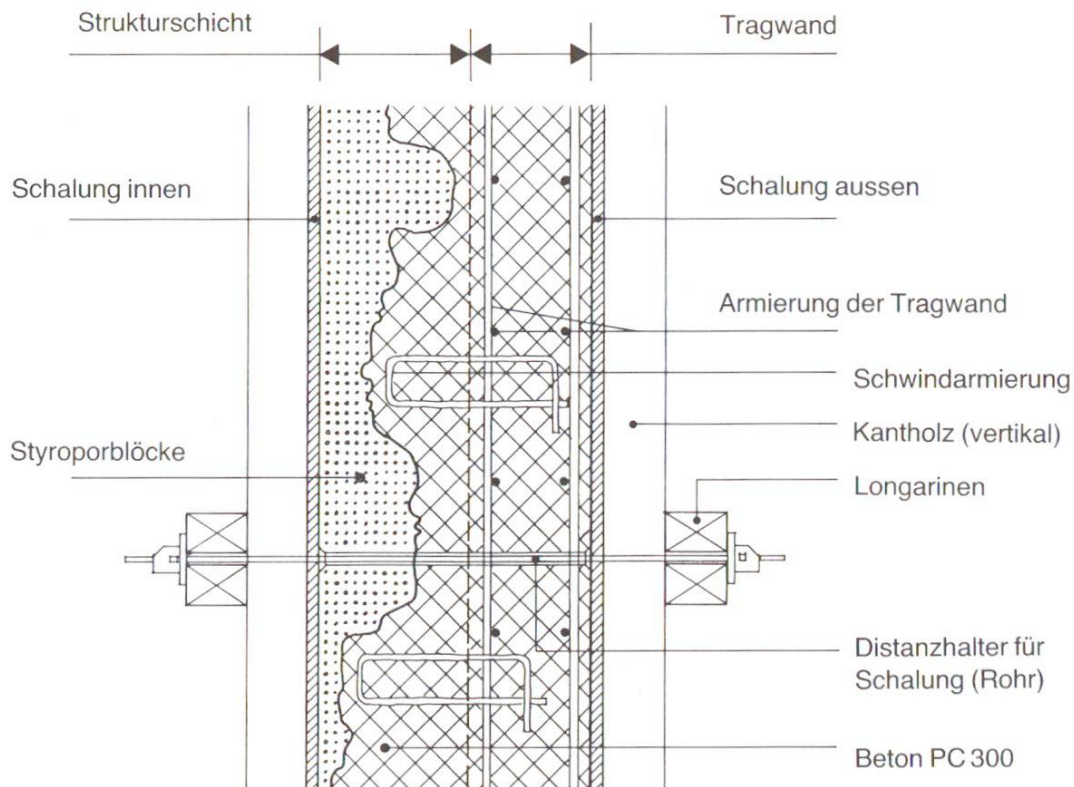 Strukturschicht
Tragwand
Schalung innen
Schalung aussen
Armierung der Tragwand
Schwindarmierung
Kantholz (vertikal)
Styroporblöcke
Longarinen
Distanzhalter für
Schalung (Rohr)
Beton PC 300